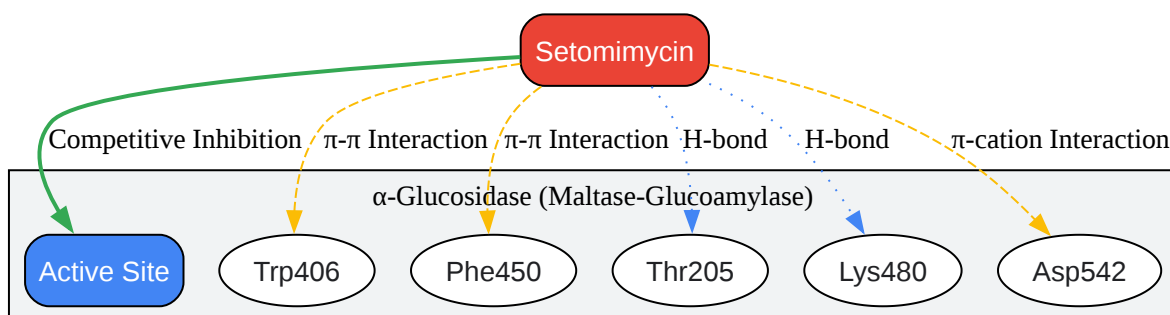 Setomimycin
Competitive Inhibition
π-π Interaction
π-π Interaction
H-bond
H-bond
π-cation Interaction
α-Glucosidase (Maltase-Glucoamylase)
Active Site
Trp406
Phe450
Thr205
Lys480
Asp542